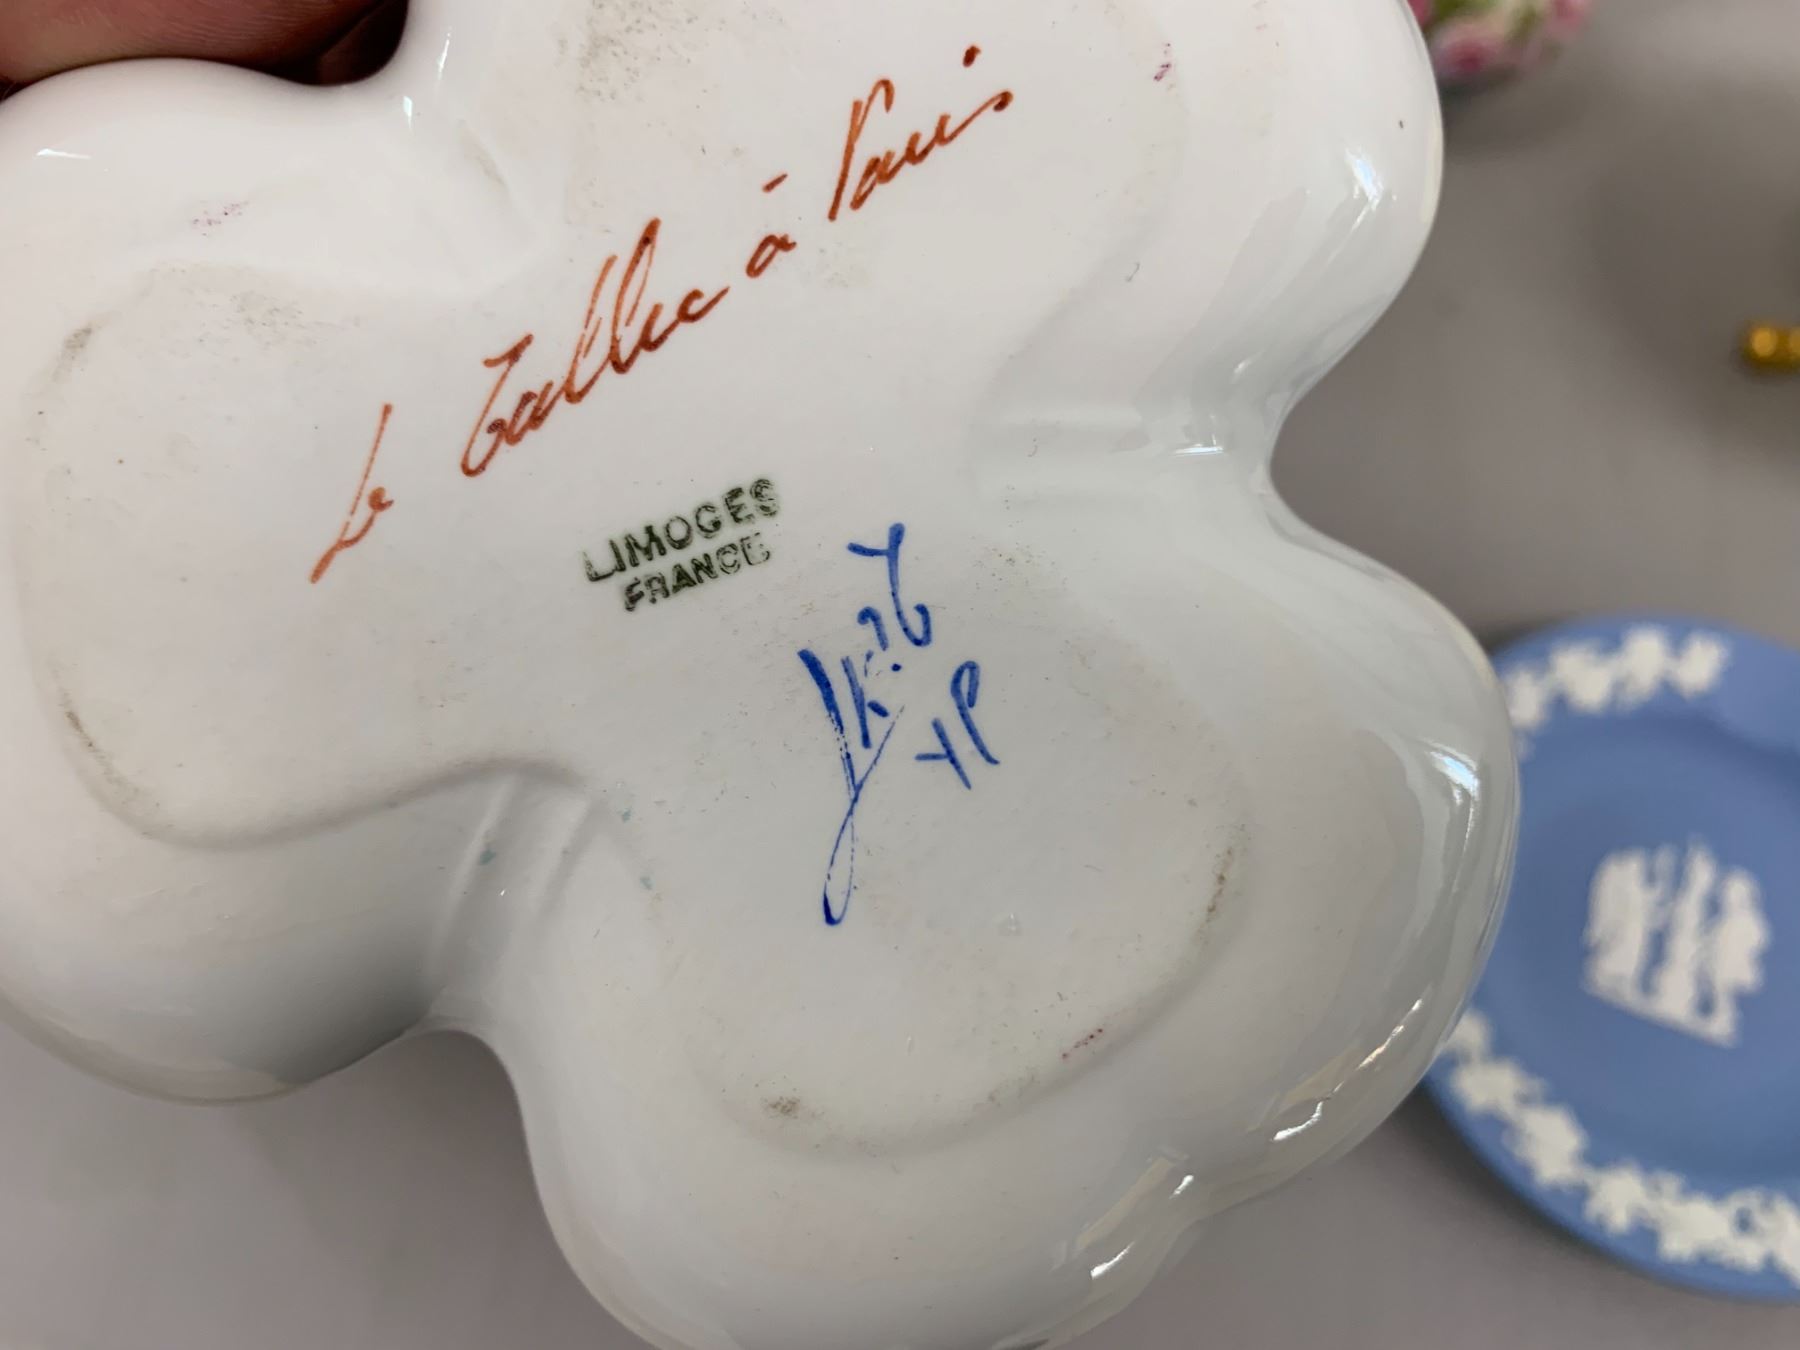 Le Tallec à Paris
LIMOGES
FRANCE